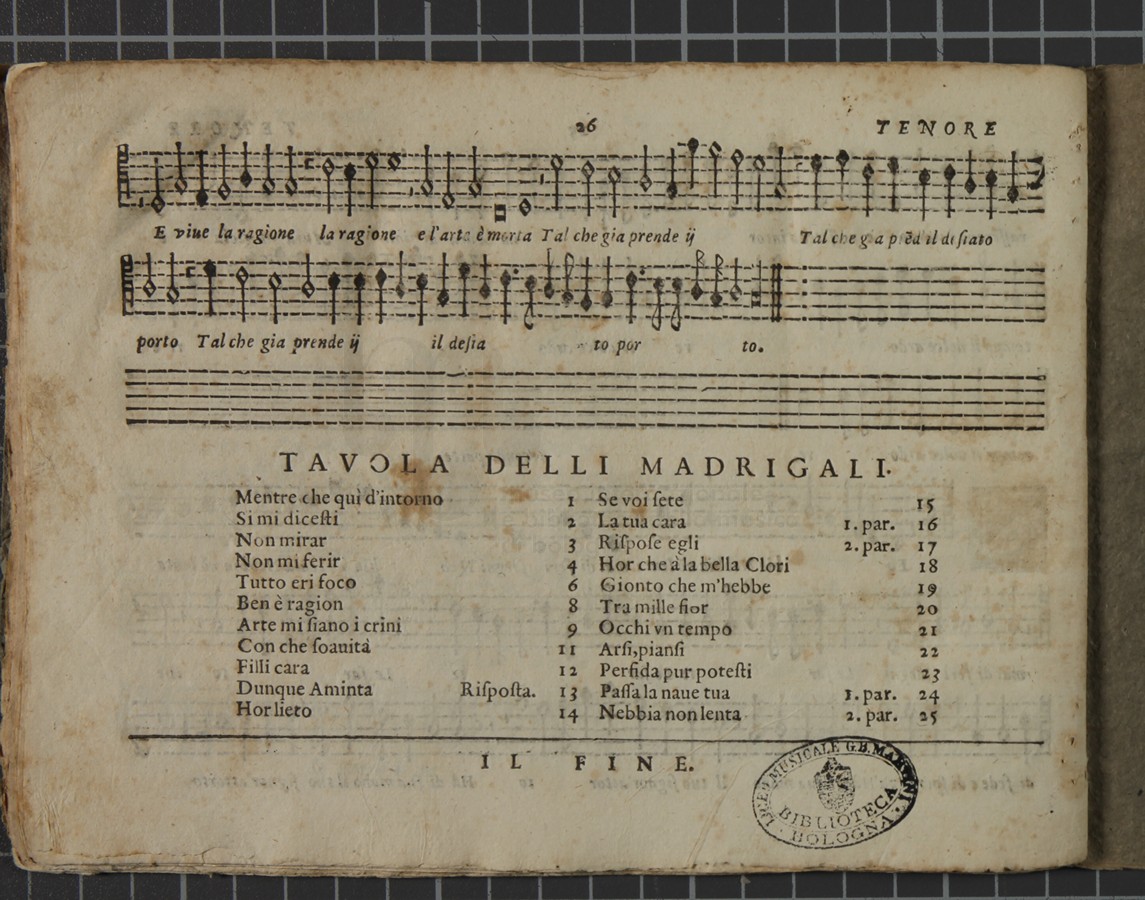 26 TENORE
E viue la ragione la ragione e l'arte è morta Tal che gia prende ij Tal che gia prẽd il desiato
porto Tal che gia prende ij il desia to por to.
TAVOLA DELLI MADRIGALI.
Mentre che quì d'intorno 1
Si mi dicesti 2
Non mirar 3
Non mi ferir 4
Tutto eri foco 6
Ben è ragion 8
Arte mi siano i crini 9
Con che soauità 11
Filli cara 12
Dunque Aminta Risposta. 13
Hor lieto 14
Se voi sete 15
La tua cara 1. par. 16
Rispose egli 2. par. 17
Hor che à la bella Clori 18
Gionto che m'hebbe 19
Tra mille fior 20
Occhi vn tempo 21
Arsi, piansi 22
Perfida pur potesti 23
Passa la naue tua 1. par. 24
Nebbia non lenta 2. par. 25
IL FINE.
LICEO MUSICALE G.B. MARTINI
BIBLIOTECA
BOLOGNA